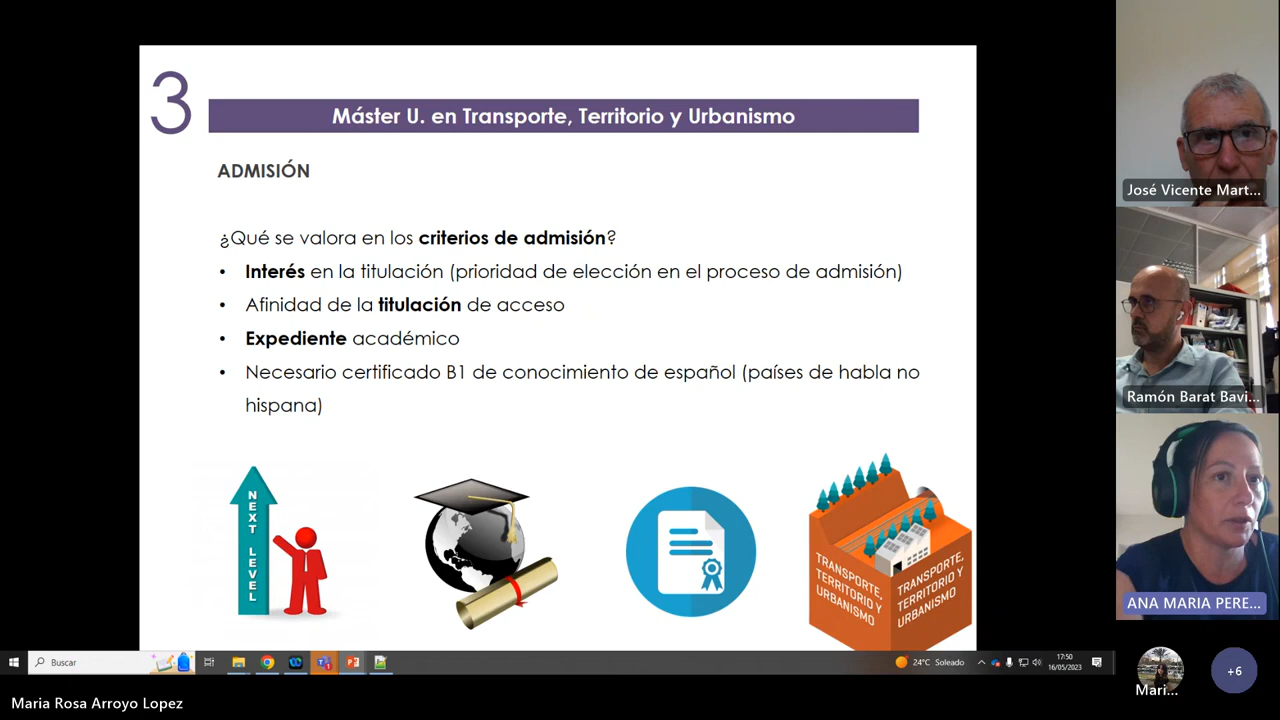 3
Máster U. en Transporte, Territorio y Urbanismo
ADMISIÓN
¿Qué se valora en los criterios de admisión?
• Interés en la titulación (prioridad de elección en el proceso de admisión)
• Afinidad de la titulación de acceso
• Expediente académico
• Necesario certificado B1 de conocimiento de español (países de habla no
hispana)
NEXT LEVEL
TRANSPORTE,
TERRITORIO Y
URBANISMO
TRANSPORTE,
TERRITORIO Y
URBANISMO
José Vicente Mart...
Ramón Barat Bavi...
ANA MARIA PERE...
Mari...
+6
Buscar
24°C Soleado
17:50
16/05/2023
Maria Rosa Arroyo Lopez